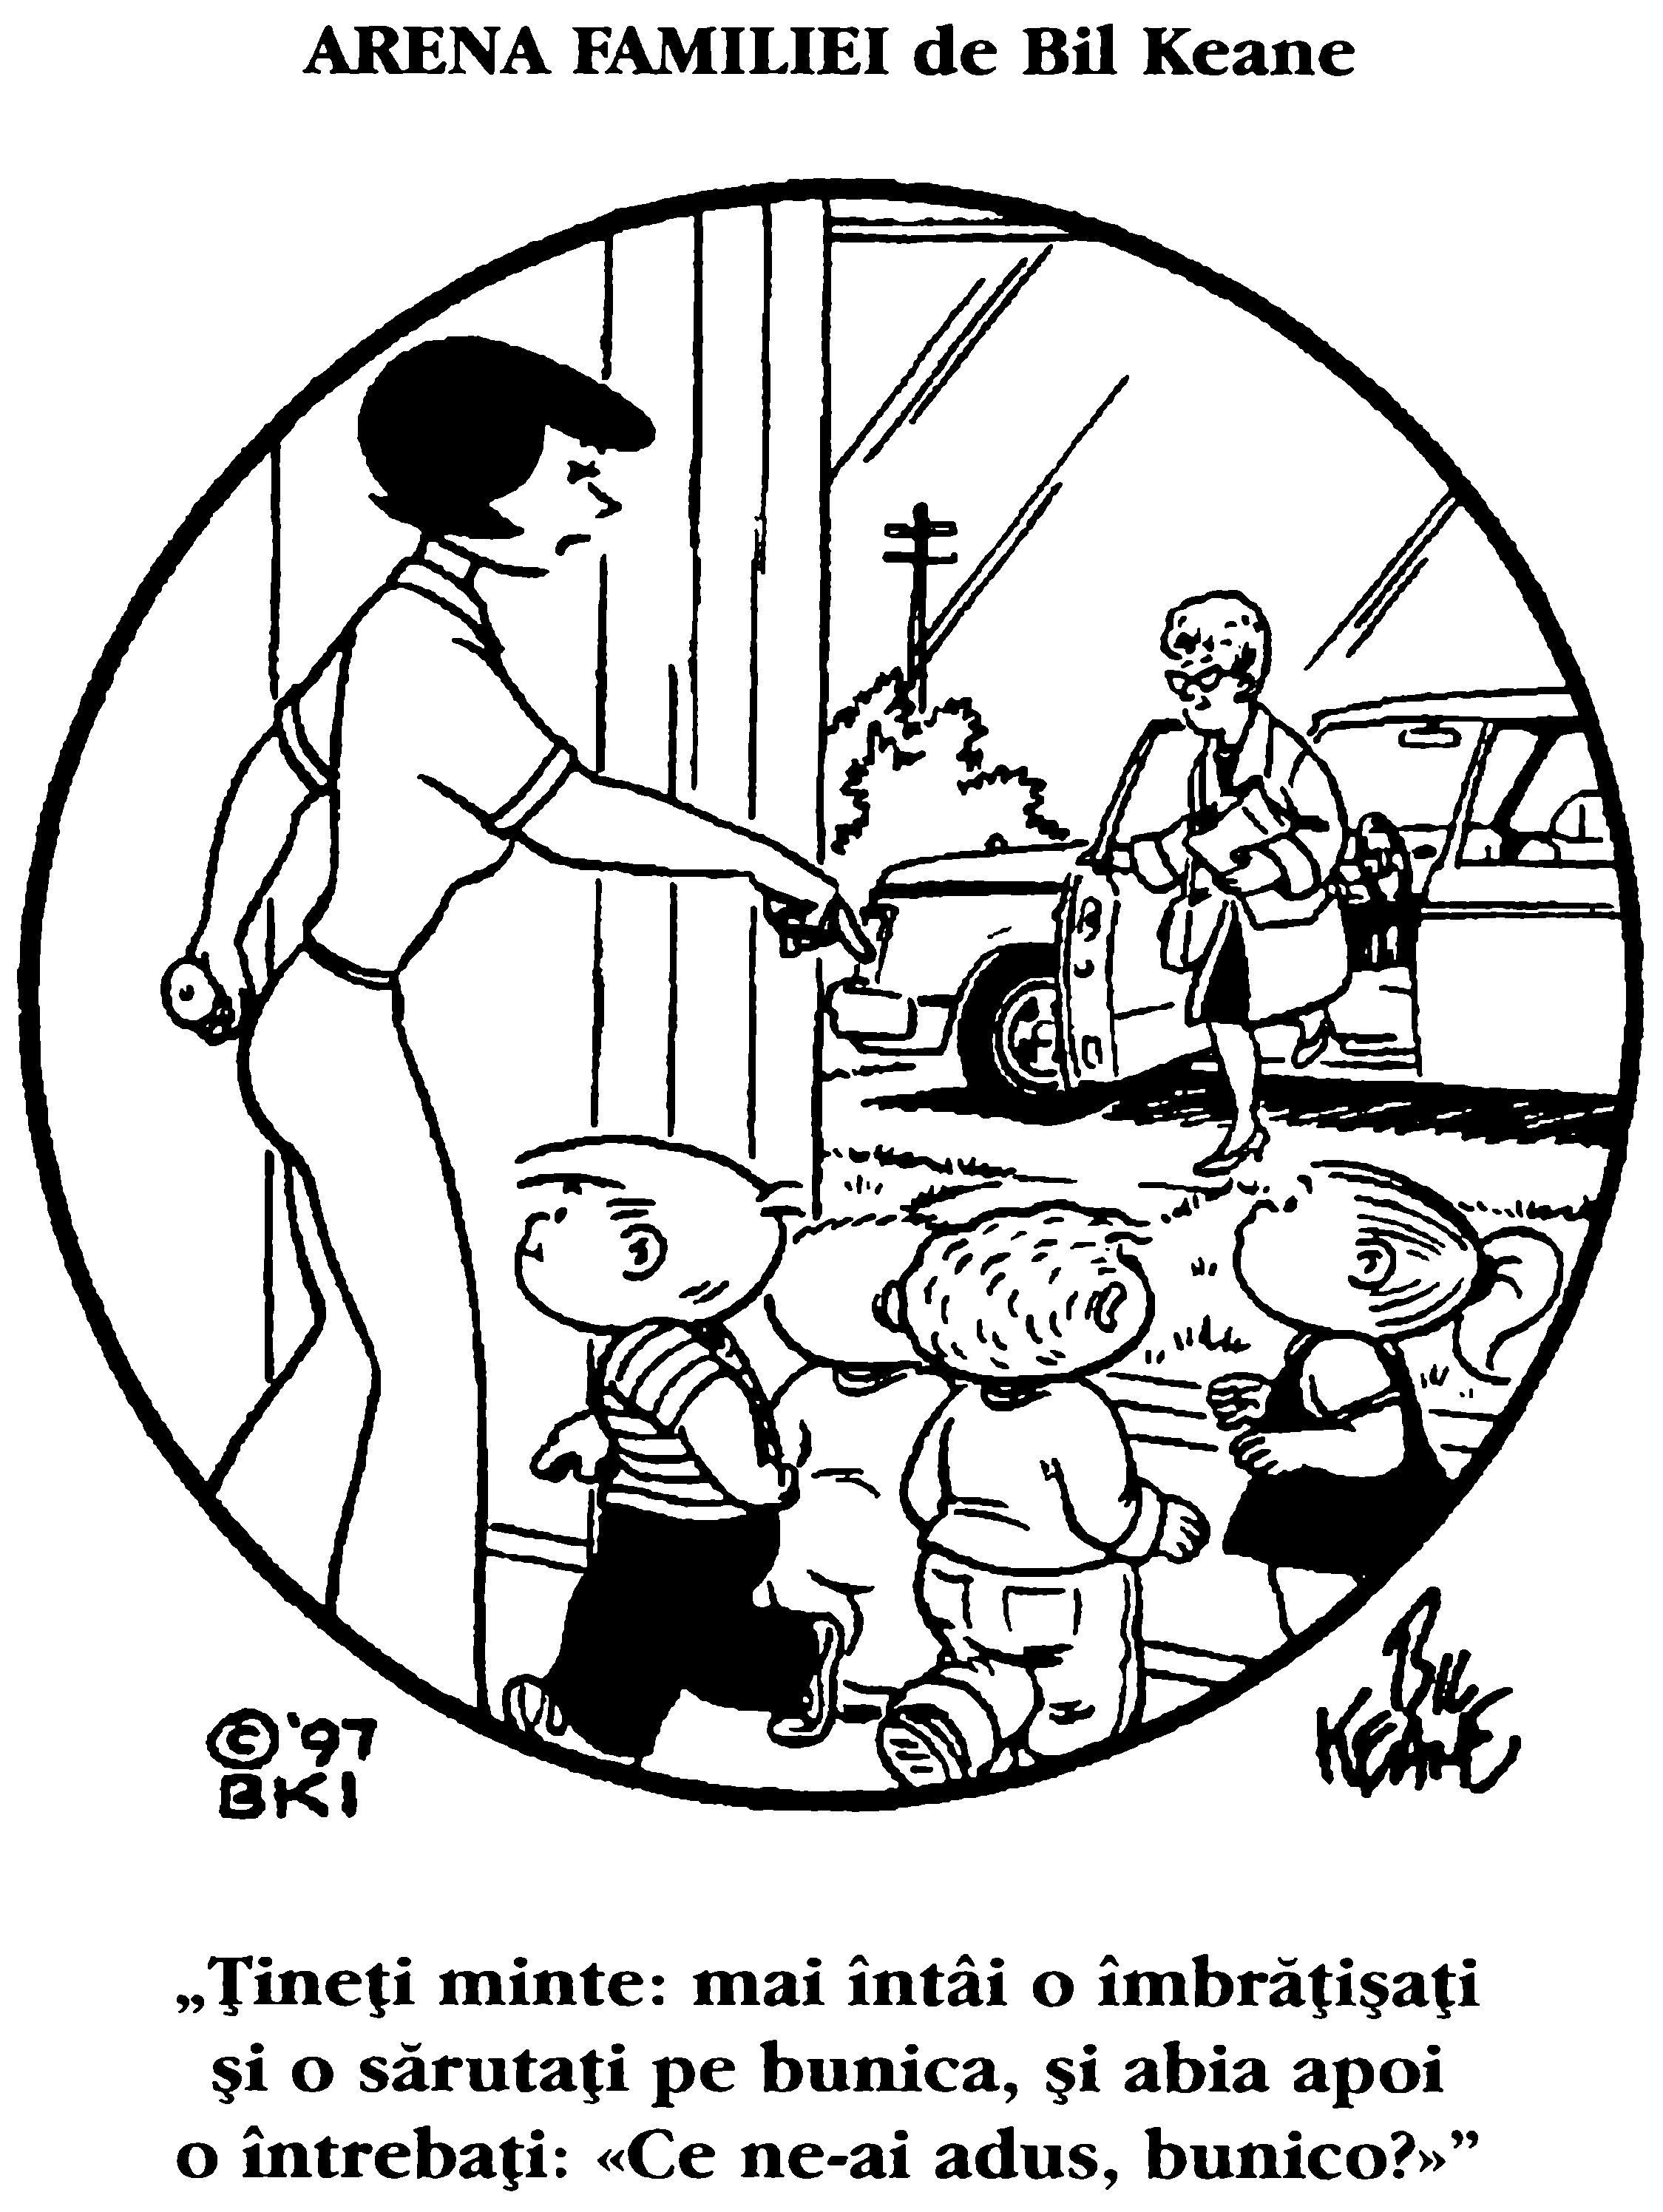 ARENA FAMILIEI de Bil Keane
© '97
BKI
BIL
KEANE
„Ţineţi minte: mai întâi o îmbrăţişaţi
şi o sărutaţi pe bunica, şi abia apoi
o întrebaţi: «Ce ne-ai adus, bunico?»”